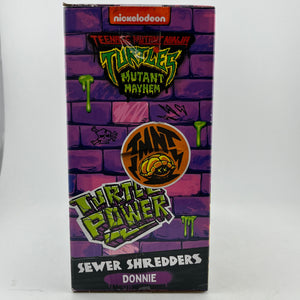 nickelodeon
TEENAGE MUTANT NINJA
TURTLES
MUTANT
MAYHEM
TMNT
TURTLE
POWER
SEWER SHREDDERS
DONNIE